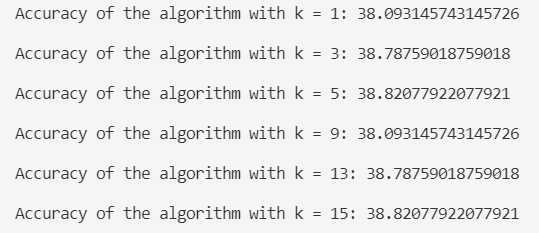 Accuracy of the algorithm with k = 1: 38.093145743145726
Accuracy of the algorithm with k = 3: 38.78759018759018
Accuracy of the algorithm with k = 5: 38.82077922077921
Accuracy of the algorithm with k = 9: 38.093145743145726
Accuracy of the algorithm with k = 13: 38.78759018759018
Accuracy of the algorithm with k = 15: 38.82077922077921